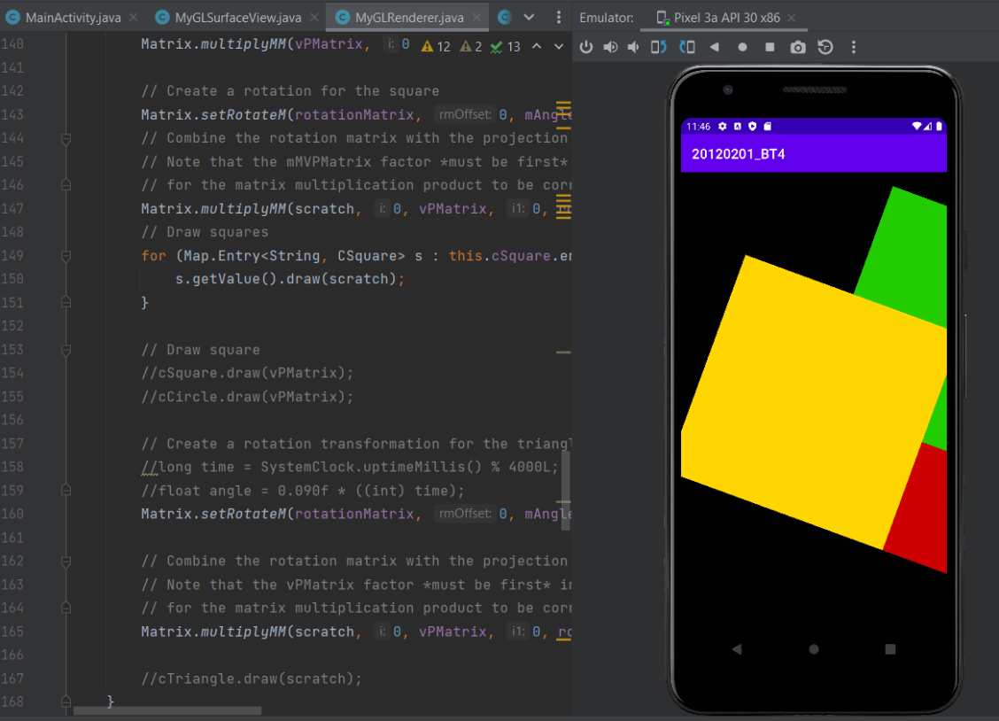 MainActivity.java × MyGLSurfaceView.java × MyGLRenderer.java × Emulator: Pixel 3a API 30 x86 ×
140 Matrix.multiplyMM(vPMatrix, i: 0 12 2 13
141
142 // Create a rotation for the square
143 Matrix.setRotateM(rotationMatrix, rmOffset: 0, mAngle
144 // Combine the rotation matrix with the projection
145 // Note that the mMVPMatrix factor *must be first*
146 // for the matrix multiplication product to be corr
147 Matrix.multiplyMM(scratch, i: 0, vPMatrix, i1: 0,
148 // Draw squares
149 for (Map.Entry<String, CSquare> s : this.cSquare.en
150 s.getValue().draw(scratch);
151 }
152
153 // Draw square
154 //cSquare.draw(vPMatrix);
155 //cCircle.draw(vPMatrix);
156
157 // Create a rotation transformation for the triangl
158 //long time = SystemClock.uptimeMillis() % 4000L;
159 //float angle = 0.090f * ((int) time);
160 Matrix.setRotateM(rotationMatrix, rmOffset: 0, mAngle
161
162 // Combine the rotation matrix with the projection
163 // Note that the vPMatrix factor *must be first* in
164 // for the matrix multiplication product to be corr
165 Matrix.multiplyMM(scratch, i: 0, vPMatrix, i1: 0, ro
166
167 //cTriangle.draw(scratch);
168 }
11:46
20120201_BT4